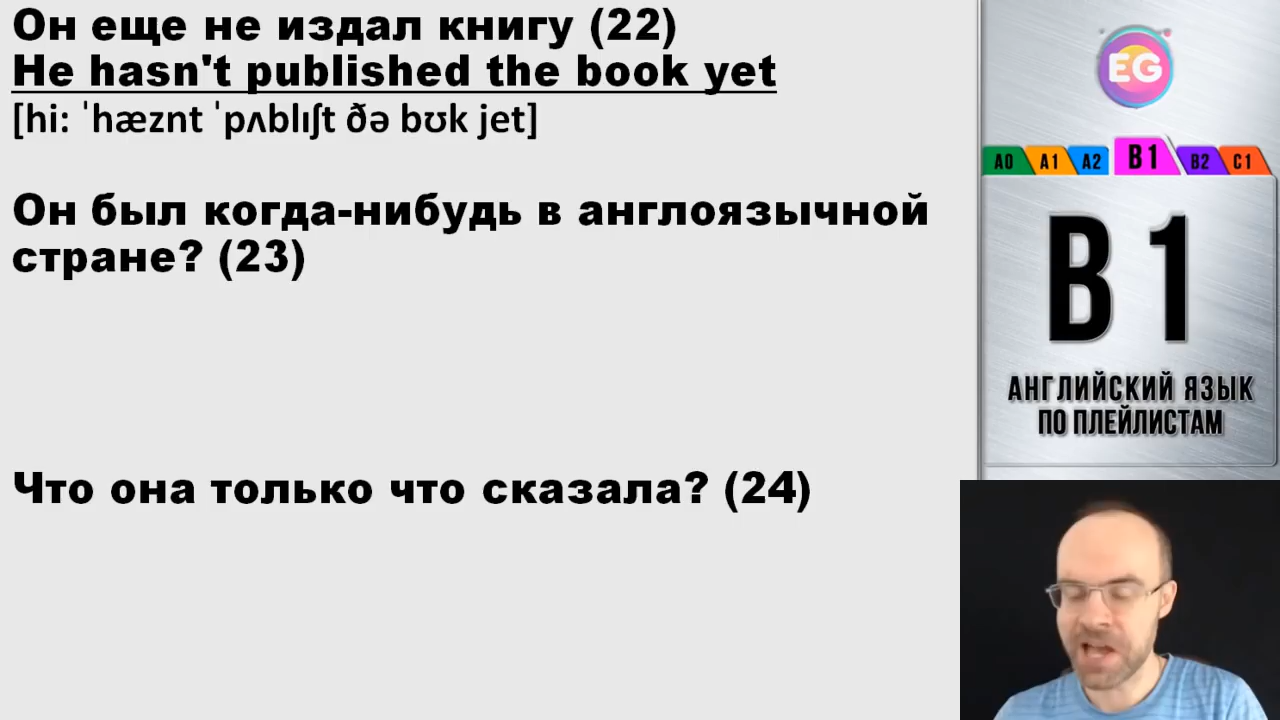 Он еще не издал книгу (22)
He hasn't published the book yet
[hi: ˈhæznt ˈpʌblɪʃt ðə bʊk jet]
Он был когда-нибудь в англоязычной
стране? (23)
Что она только что сказала? (24)
EG
A0 A1 A2 B1 B2 C1
B1
АНГЛИЙСКИЙ ЯЗЫК
ПО ПЛЕЙЛИСТАМ